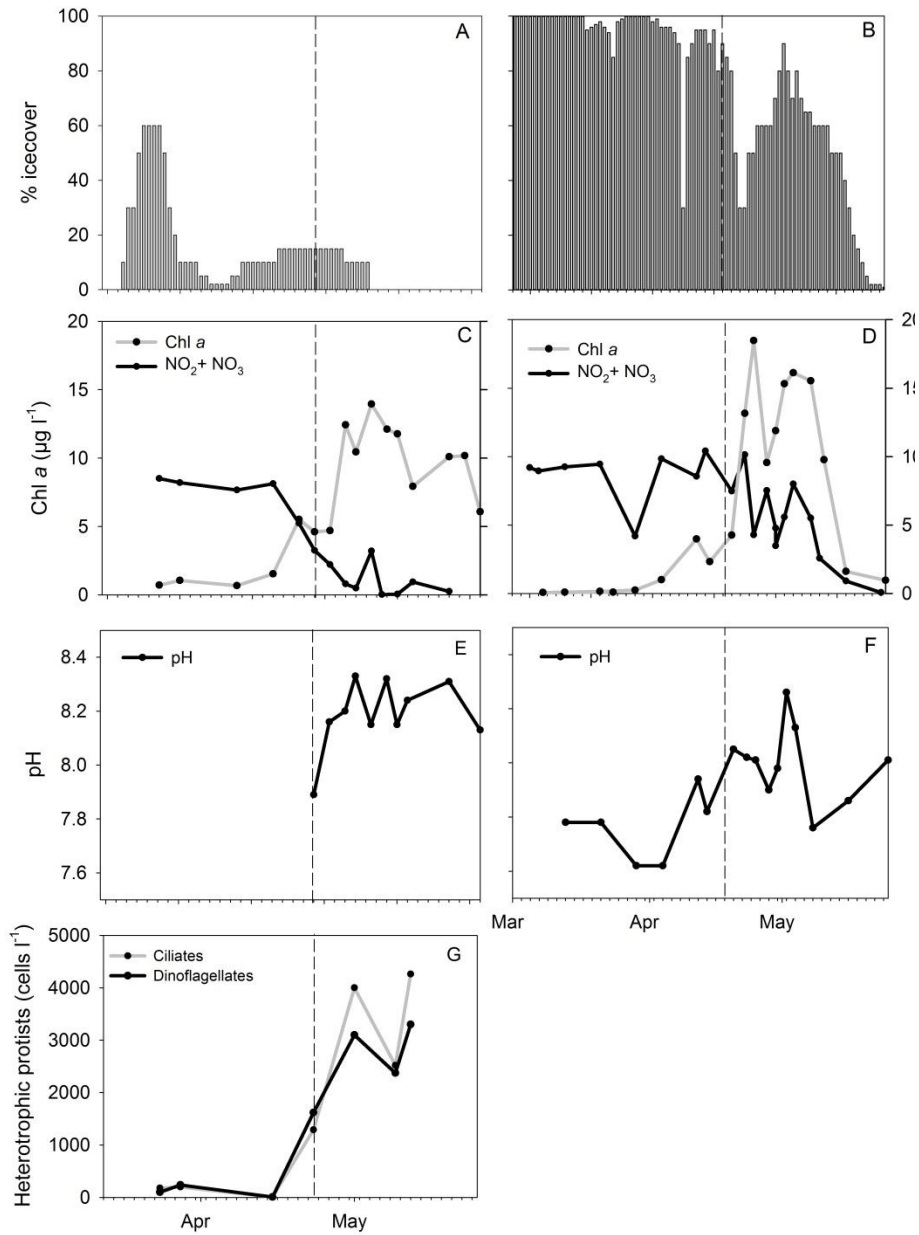 A
B
% icecover
100
80
60
40
20
0
C
D
Chl a
NO2+ NO3
Chl a
NO2+ NO3
Chl a (µg l-1)
20
15
10
5
0
20
15
10
5
0
E
F
pH
pH
pH
8.4
8.2
8.0
7.8
7.6
Mar Apr May
G
Ciliates
Dinoflagellates
Heterotrophic protists (cells l-1)
5000
4000
3000
2000
1000
0
Apr May